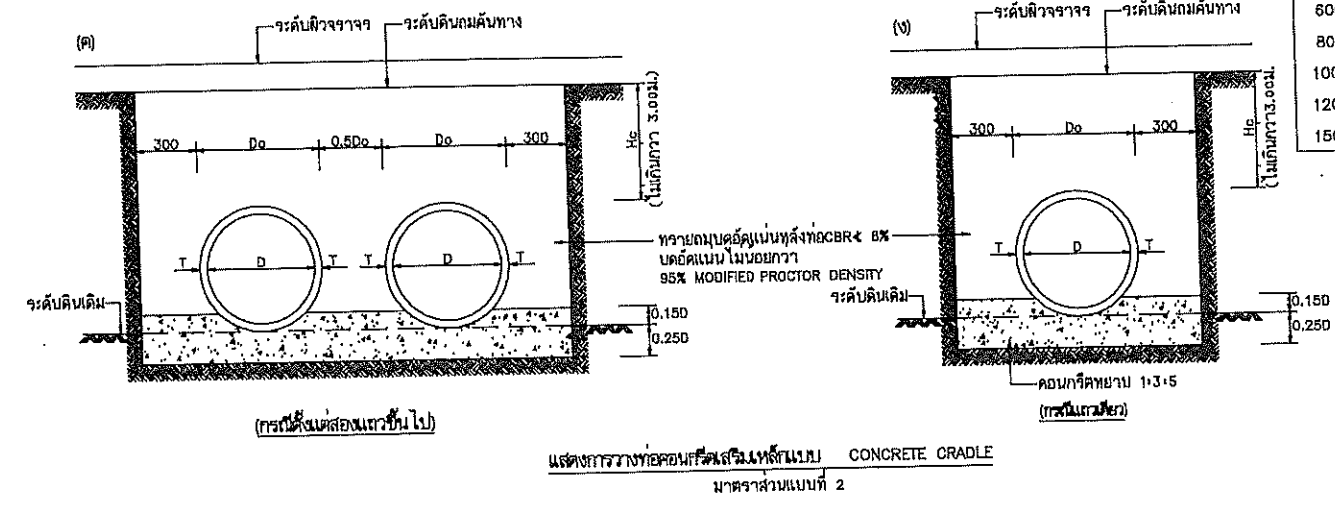 (ค)
ระดับผิวจราจร
ระดับดินถมคันทาง
300
Do
0.5Do
Do
300
Hc
(ไม่เกินกว่า 3.00ม.)
T
D
T
T
D
T
ระดับดินเดิม
0.150
0.250
(กรณีตั้งแต่สองแถวขึ้นไป)
ทรายถมบดอัดแน่นหลังท่อCBR≮ 8%
บดอัดแน่นไม่น้อยกว่า
95% MODIFIED PROCTOR DENSITY
(ง)
ระดับผิวจราจร
ระดับดินถมคันทาง
300
Do
300
Hc
(ไม่เกินกว่า3.00ม.)
T
D
T
ระดับดินเดิม
0.150
0.250
คอนกรีตหยาบ 1:3:5
(กรณีแถวเดียว)
แสดงการวางท่อคอนกรีตเสริมเหล็กแบบ CONCRETE CRADLE
มาตราส่วนแบบที่ 2